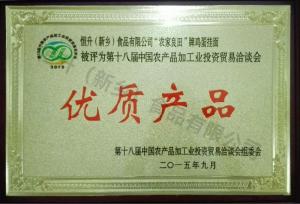 恒升（新乡）食品有限公司“农家良田”牌鸡蛋挂面
被评为第十八届中国农产品加工业投资贸易洽谈会
优质产品
第十八届中国农产品加工业投资贸易洽谈会组委会
二〇一五年九月